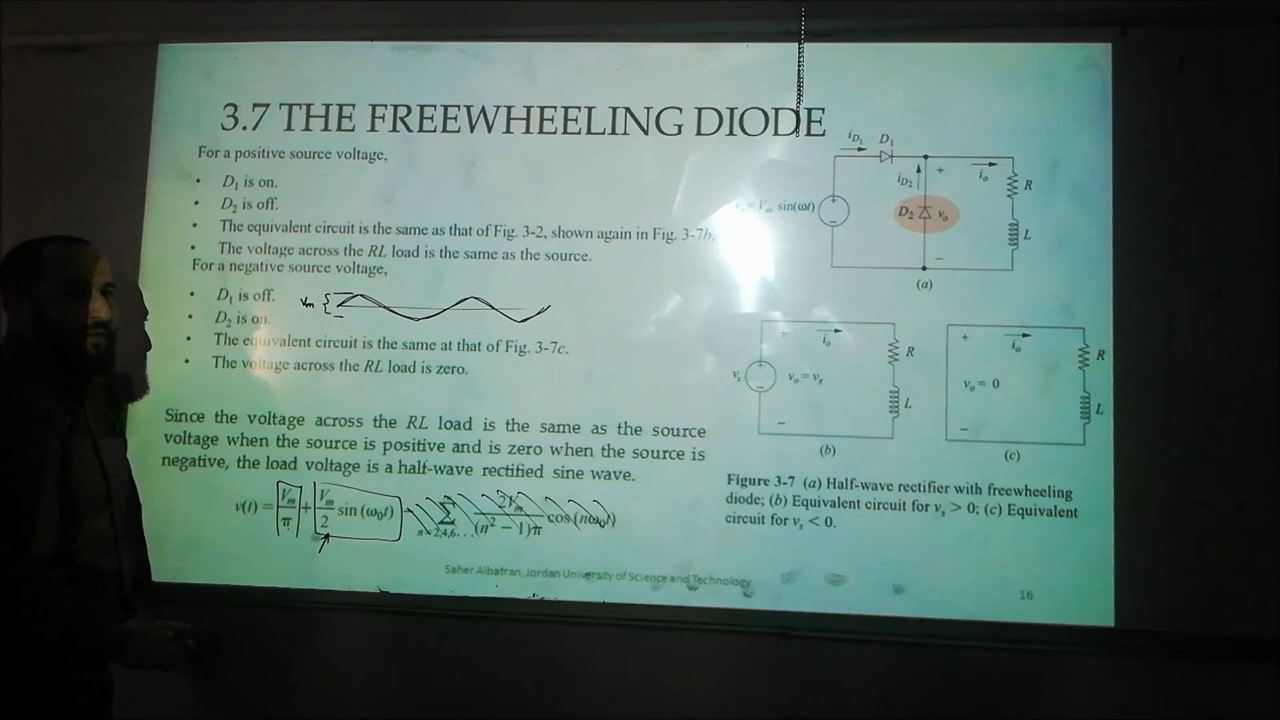 3.7 THE FREEWHEELING DIODE
For a positive source voltage,
• D₁ is on.
• D₂ is off.
• The equivalent circuit is the same as that of Fig. 3-2, shown again in Fig. 3-7b.
• The voltage across the RL load is the same as the source.
For a negative source voltage,
• D₁ is off.
• D₂ is on.
• The equivalent circuit is the same at that of Fig. 3-7c.
• The voltage across the RL load is zero.
Vm {
Since the voltage across the RL load is the same as the source
voltage when the source is positive and is zero when the source is
negative, the load voltage is a half-wave rectified sine wave.
v(t) = Vm/π + Vm/2 sin (ω₀t) - Σ n=2,4,6... 2Vm/(n² − 1)π cos (nω₀t)
iD₁ D₁
iD₂ + io R
= Vm sin(ωt) + − D₂ vo L
−
(a)
+ io R
vs + − vo = vs L
−
(b)
+ io R
vo = 0 L
−
(c)
Figure 3-7 (a) Half-wave rectifier with freewheeling
diode; (b) Equivalent circuit for vs > 0; (c) Equivalent
circuit for vs < 0.
Saher Albatran, Jordan University of Science and Technology
16